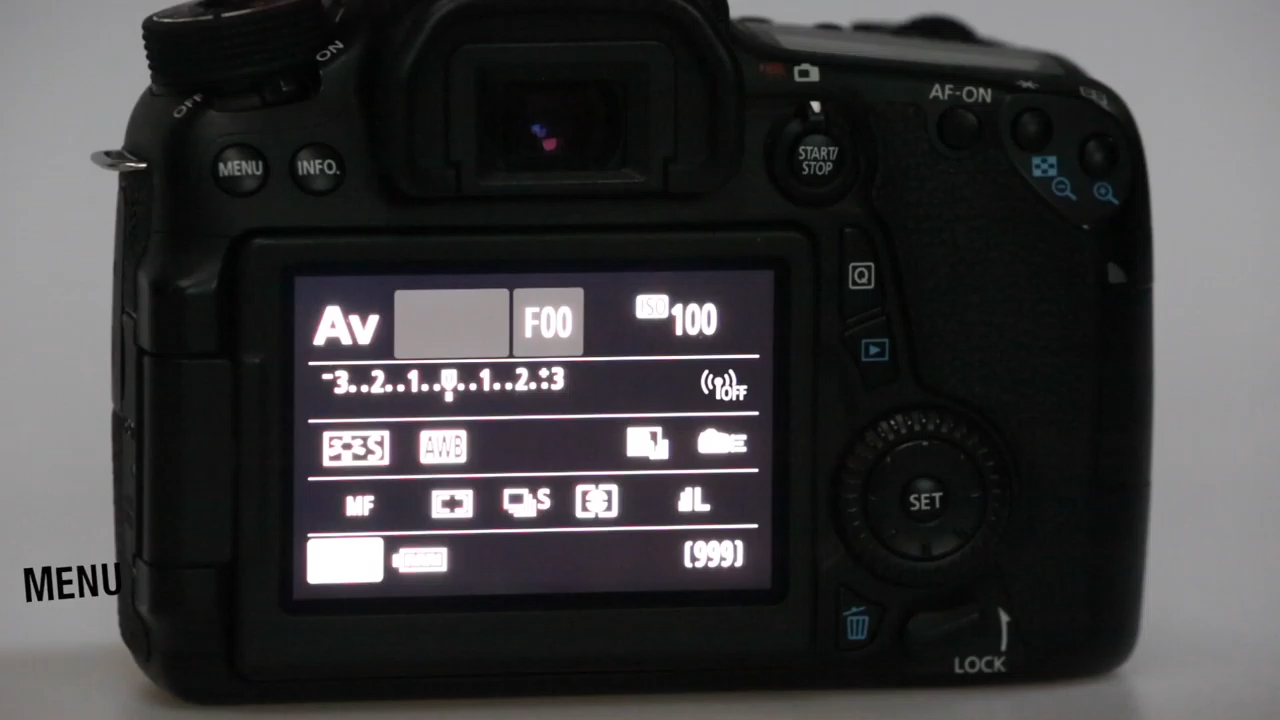 ON
OFF
AF-ON
MENU INFO.
START/
STOP
Q
Av F00 ISO 100
-3..2..1..0..1..2..+3
OFF
S AWB
MF S L
[999]
SET
MENU
LOCK